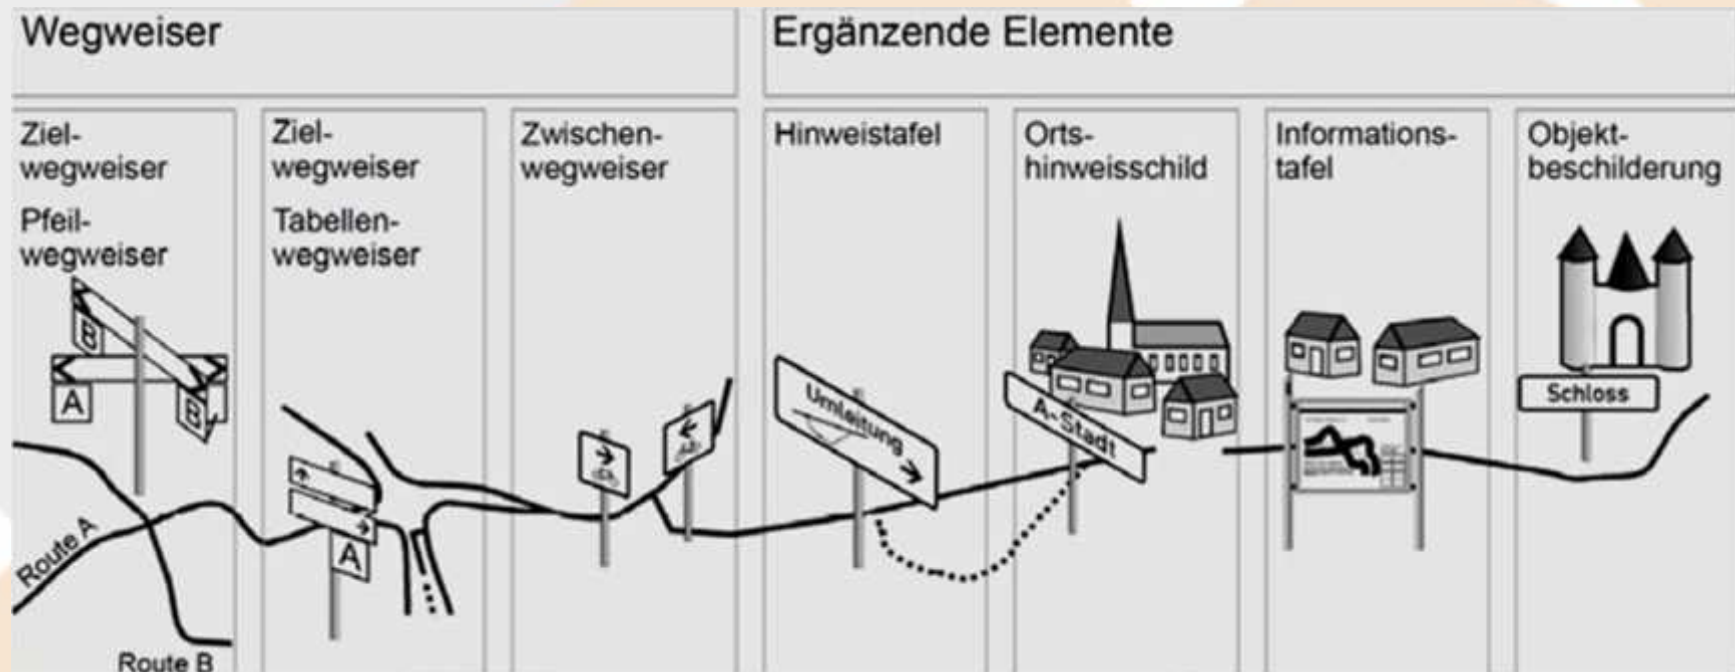 Wegweiser
Ergänzende Elemente
Ziel-
wegweiser
Pfeil-
wegweiser
B
A
B
Route A
Route B
Ziel-
wegweiser
Tabellen-
wegweiser
A
Zwischen-
wegweiser
Hinweistafel
Umleitung
Orts-
hinweisschild
A-Stadt
Informations-
tafel
Objekt-
beschilderung
Schloss